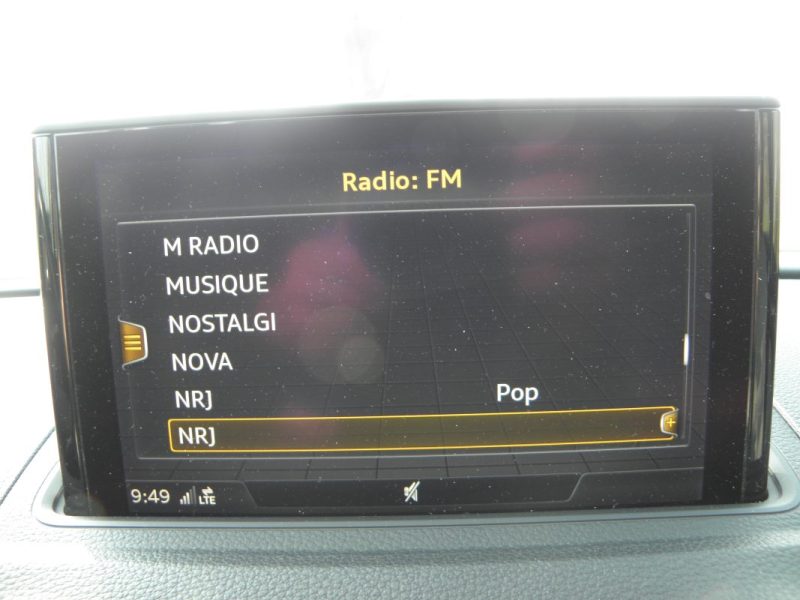 Radio: FM
M RADIO
MUSIQUE
NOSTALGI
NOVA
NRJ Pop
NRJ
9:49 LTE